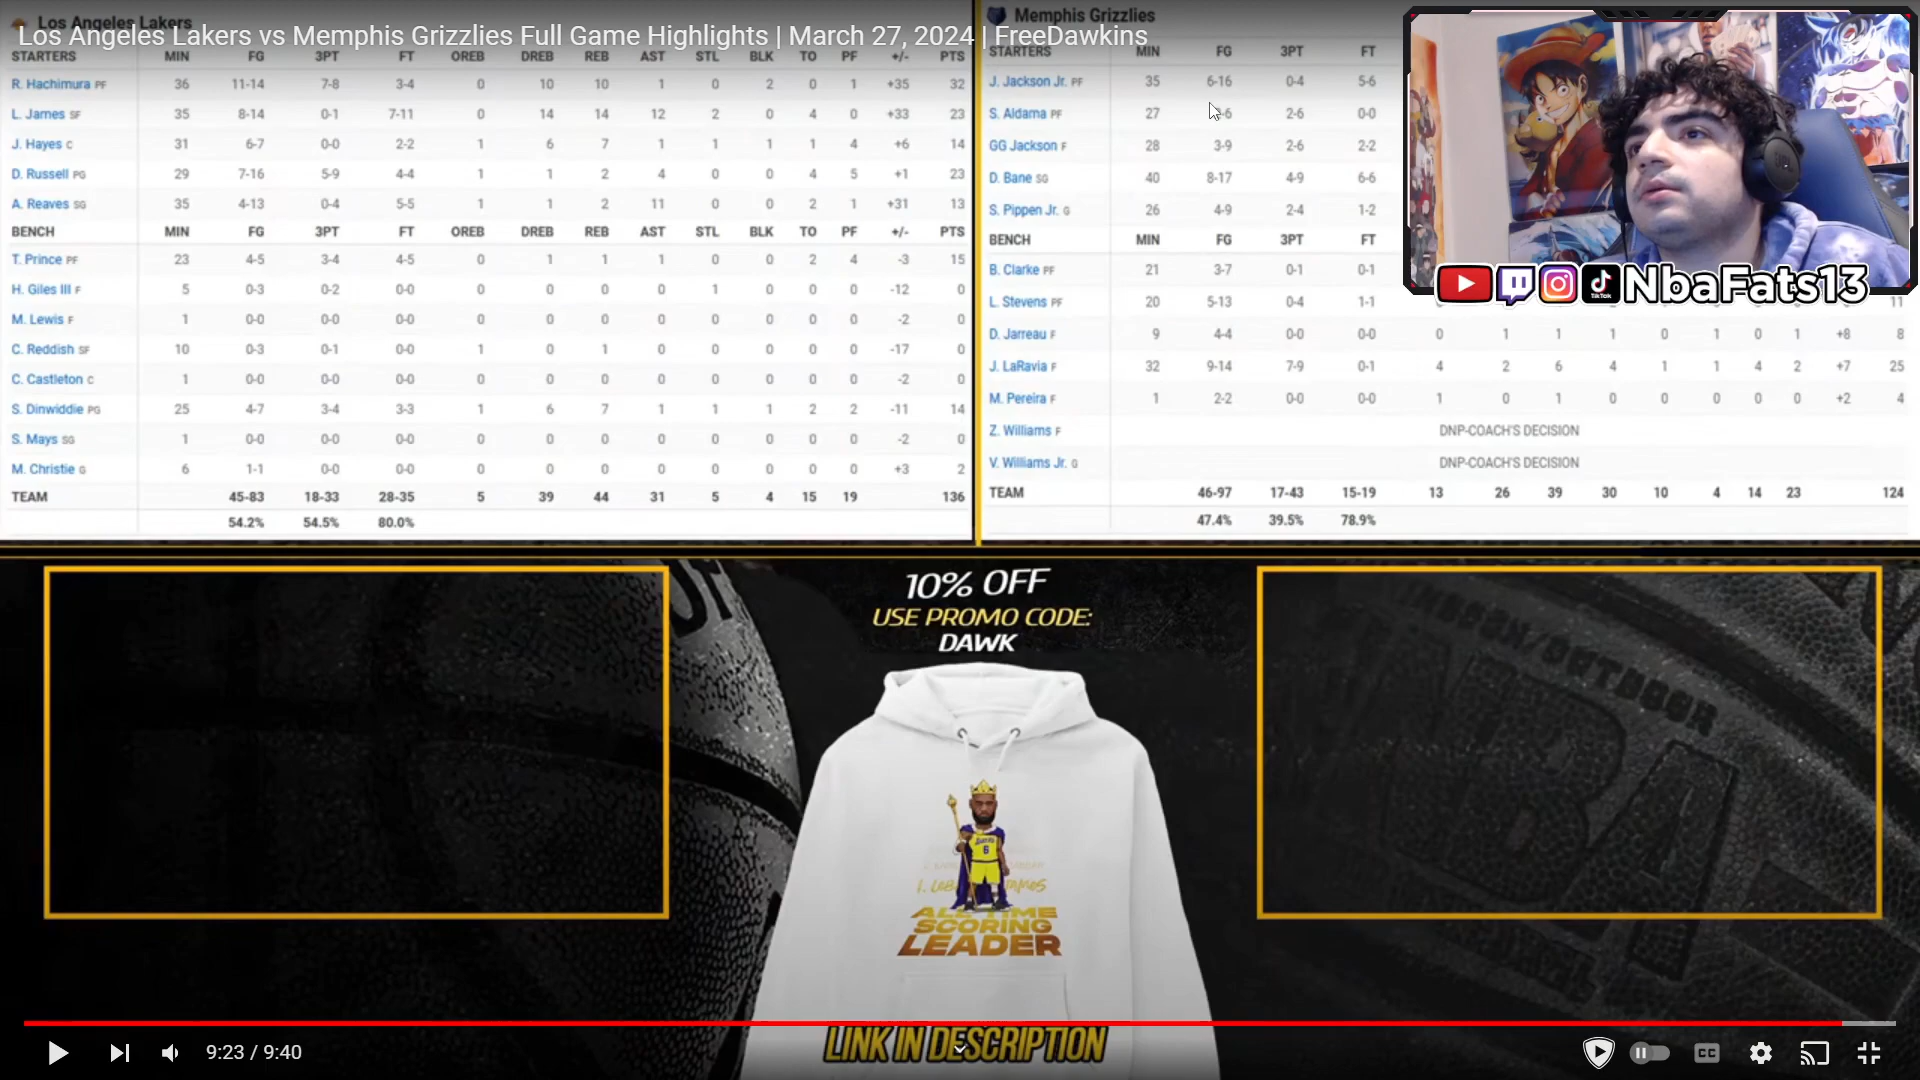 Los Angeles Lakers
Los Angeles Lakers vs Memphis Grizzlies Full Game Highlights | March 27, 2024 | FreeDawkins
STARTERS MIN FG 3PT FT OREB DREB REB AST STL BLK TO PF +/- PTS
R. Hachimura PF 36 11-14 7-8 3-4 0 10 10 1 0 2 0 1 +35 32
L. James SF 35 8-14 0-1 7-11 0 14 14 12 2 0 4 0 +33 23
J. Hayes C 31 6-7 0-0 2-2 1 6 7 1 1 1 1 4 +6 14
D. Russell PG 29 7-16 5-9 4-4 1 1 2 4 0 0 4 5 +1 23
A. Reaves SG 35 4-13 0-4 5-5 1 1 2 11 0 0 2 1 +31 13
BENCH MIN FG 3PT FT OREB DREB REB AST STL BLK TO PF +/- PTS
T. Prince PF 23 4-5 3-4 4-5 0 1 1 1 0 0 2 4 -3 15
H. Giles III F 5 0-3 0-2 0-0 0 0 0 0 1 0 0 0 -12 0
M. Lewis F 1 0-0 0-0 0-0 0 0 0 0 0 0 0 0 -2 0
C. Reddish SF 10 0-3 0-1 0-0 1 0 1 0 0 0 0 0 -17 0
C. Castleton C 1 0-0 0-0 0-0 0 0 0 0 0 0 0 0 -2 0
S. Dinwiddie PG 25 4-7 3-4 3-3 1 6 7 1 1 1 2 2 -11 14
S. Mays SG 1 0-0 0-0 0-0 0 0 0 0 0 0 0 0 -2 0
M. Christie G 6 1-1 0-0 0-0 0 0 0 0 0 0 0 0 +3 2
TEAM 45-83 18-33 28-35 5 39 44 31 5 4 15 19 136
54.2% 54.5% 80.0%
Memphis Grizzlies
STARTERS MIN FG 3PT FT
J. Jackson Jr. PF 35 6-16 0-4 5-6
S. Aldama PF 27 -6 2-6 0-0
GG Jackson F 28 3-9 2-6 2-2
D. Bane SG 40 8-17 4-9 6-6
S. Pippen Jr. G 26 4-9 2-4 1-2
BENCH MIN FG 3PT FT
B. Clarke PF 21 3-7 0-1 0-1
L. Stevens PF 20 5-13 0-4 1-1 11
D. Jarreau F 9 4-4 0-0 0-0 0 1 1 1 0 1 0 1 +8 8
J. LaRavia F 32 9-14 7-9 0-1 4 2 6 4 1 1 4 2 +7 25
M. Pereira F 1 2-2 0-0 0-0 1 0 1 0 0 0 0 0 +2 4
Z. Williams F DNP-COACH'S DECISION
V. Williams Jr. G DNP-COACH'S DECISION
TEAM 46-97 17-43 15-19 13 26 39 30 10 4 14 23 124
47.4% 39.5% 78.9%
TikTok
NbaFats13
10% OFF
USE PROMO CODE:
DAWK
LAKERS
6
ALL TIME
SCORING
LEADER
LINK IN DESCRIPTION
9:23 / 9:40
CC